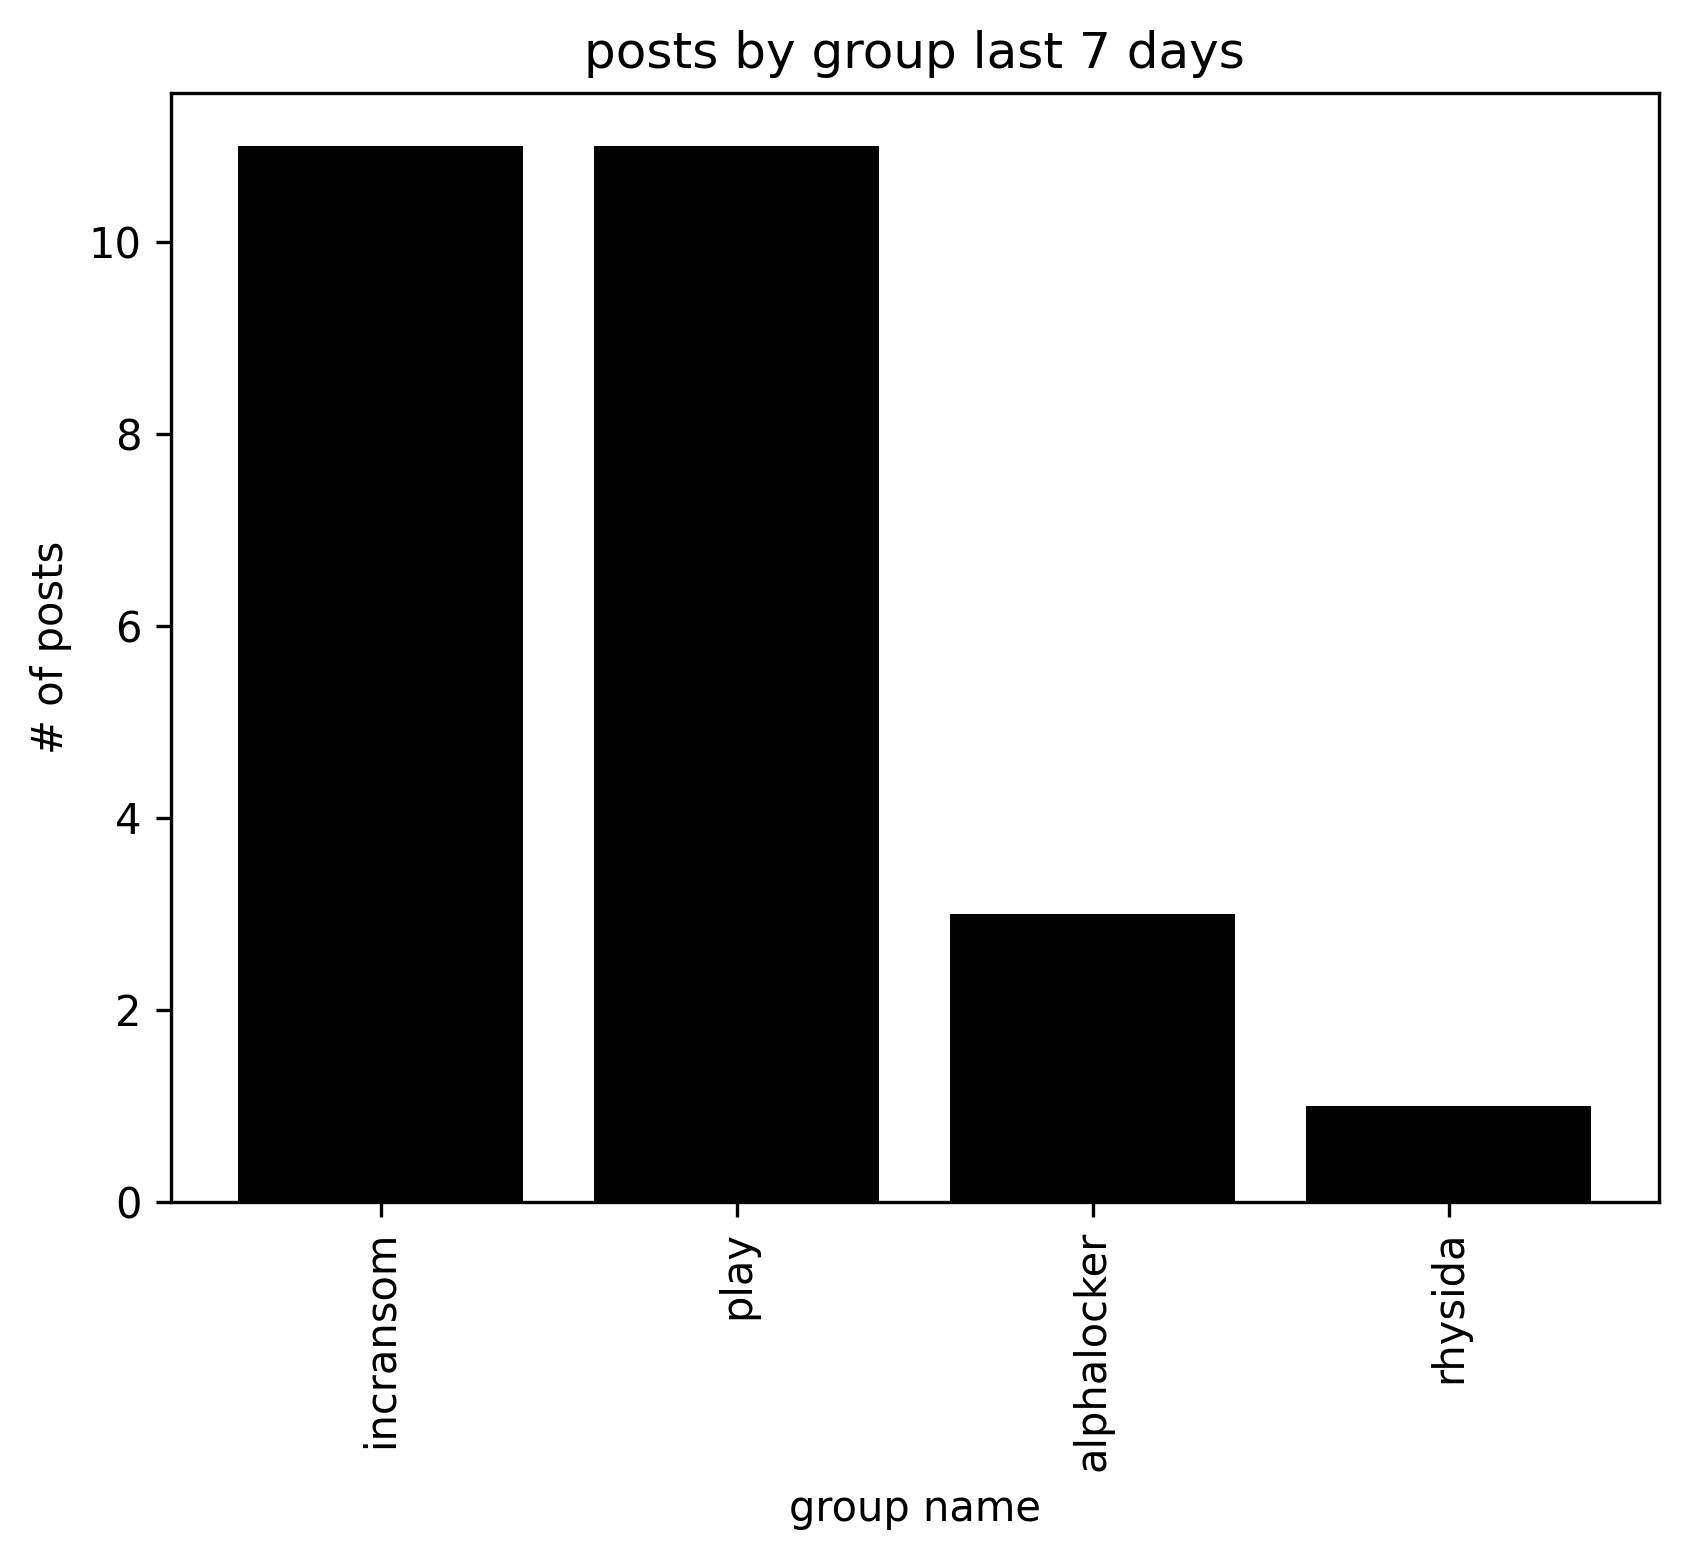 posts by group last 7 days
# of posts
10
8
6
4
2
0
incransom
play
alphalocker
rhysida
group name